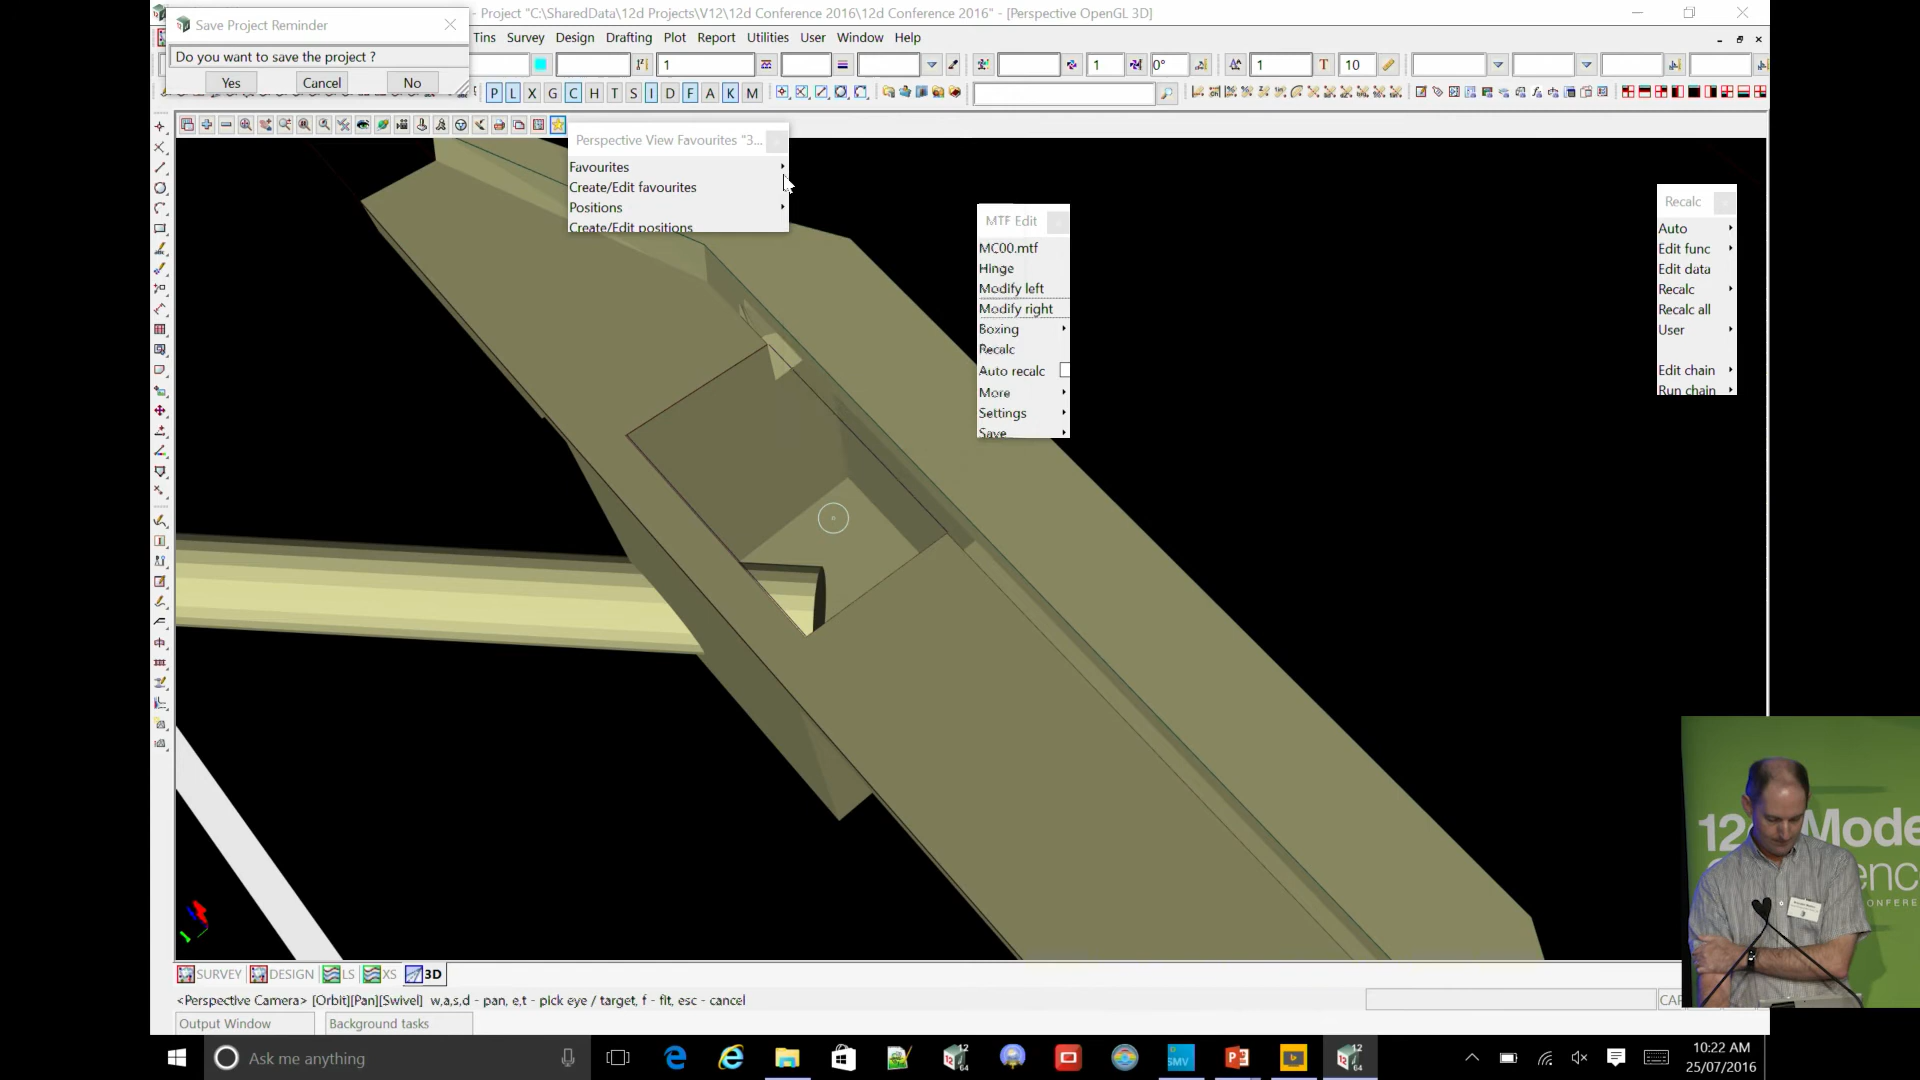 Save Project Reminder
Do you want to save the project ?
Yes
Cancel
No
- Project "C:\SharedData\12d Projects\V12\12d Conference 2016\12d Conference 2016" - [Perspective OpenGL 3D]
Tins Survey Design Drafting Plot Report Utilities User Window Help
1
1
0°
1
T
10
P L X G C H T S I D F A K M
Perspective View Favourites "3...
Favourites
Create/Edit favourites
Positions
Create/Edit positions
MTF Edit
MC00.mtf
Hinge
Modify left
Modify right
Boxing
Recalc
Auto recalc
More
Settings
Save
Recalc
Auto
Edit func
Edit data
Recalc
Recalc all
User
Edit chain
Run chain
SURVEY
DESIGN
LS
XS
3D
<Perspective Camera> [Orbit][Pan][Swivel] w,a,s,d - pan, e,t - pick eye / target, f - fit, esc - cancel
CAP
Output Window
Background tasks
Ask me anything
12
64
SMV
12
64
10:22 AM
25/07/2016